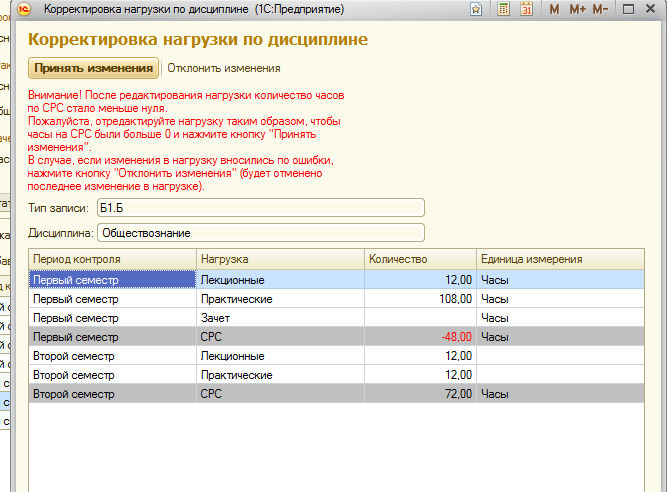 Корректировка нагрузки по дисциплине (1С:Предприятие)
31 M M+ M-
Корректировка нагрузки по дисциплине
Принять изменения Отклонить изменения
Внимание! После редактирования нагрузки количество часов
по СРС стало меньше нуля.
Пожалуйста, отредактируйте нагрузку таким образом, чтобы
часы на СРС были больше 0 и нажмите кнопку "Принять
изменения".
В случае, если изменения в нагрузку вносились по ошибки,
нажмите кнопку "Отклонить изменения" (будет отменено
последнее изменение в нагрузке).
Тип записи: Б1.Б
Дисциплина: Обществознание
Период контроля Нагрузка Количество Единица измерения
Первый семестр Лекционные 12,00 Часы
Первый семестр Практические 108,00 Часы
Первый семестр Зачет Часы
Первый семестр СРС -48,00 Часы
Второй семестр Лекционные 12,00
Второй семестр Практические 12,00
Второй семестр СРС 72,00 Часы